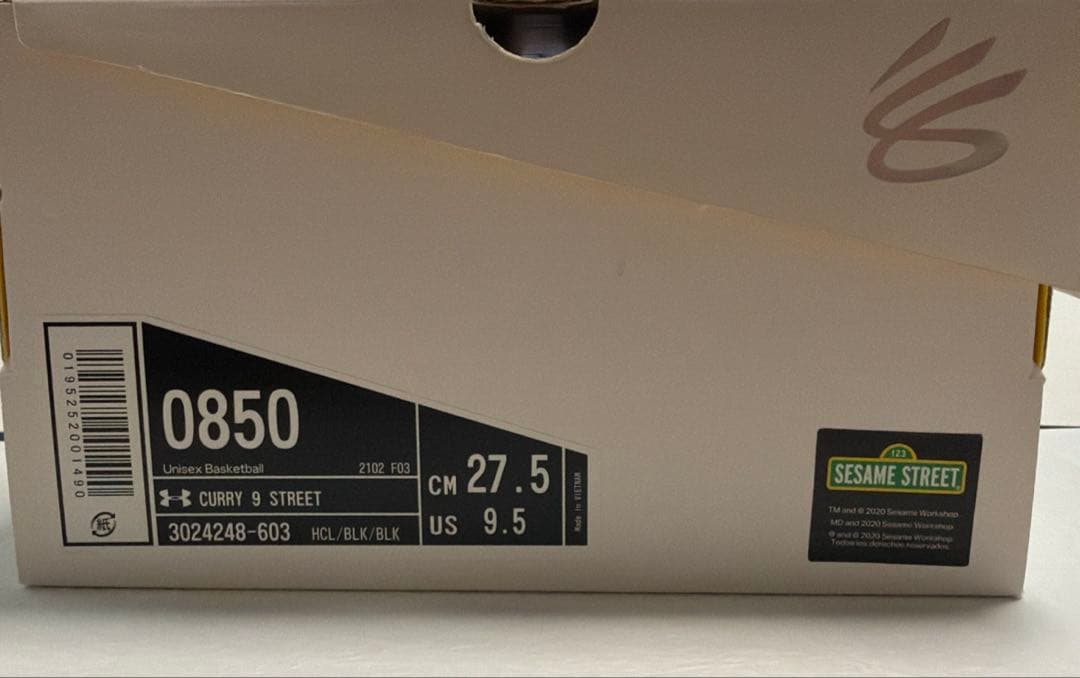 0195252001490
紙
0850
Unisex Basketball 2102 F03
CURRY 9 STREET
3024248-603 HCL/BLK/BLK
CM 27.5
US 9.5
Made in VIETNAM
123
SESAME STREET
TM and © 2020 Sesame Workshop.
MD and 2020 Sesame Workshop.
® and © 2020 Sesame Workshop.
Todos los derechos reservados.